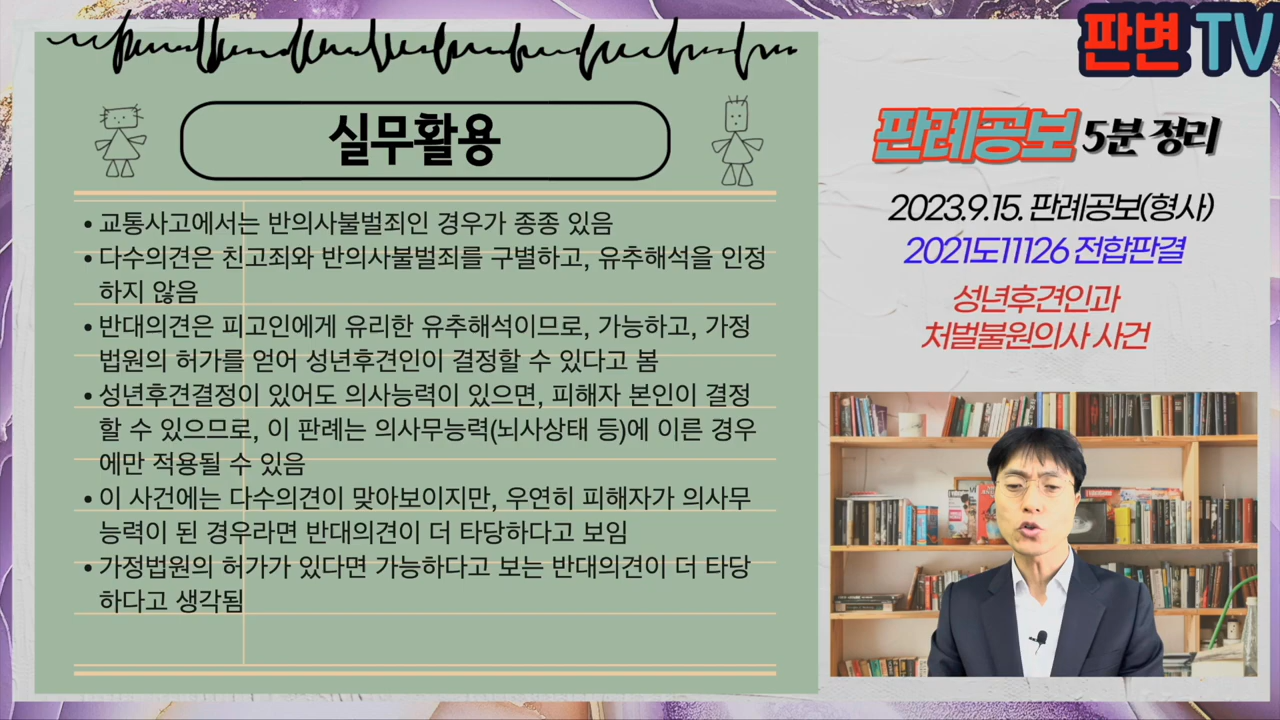 판변 TV
실무활용
• 교통사고에서는 반의사불벌죄인 경우가 종종 있음
• 다수의견은 친고죄와 반의사불벌죄를 구별하고, 유추해석을 인정
하지 않음
• 반대의견은 피고인에게 유리한 유추해석이므로, 가능하고, 가정
법원의 허가를 얻어 성년후견인이 결정할 수 있다고 봄
• 성년후견결정이 있어도 의사능력이 있으면, 피해자 본인이 결정
할 수 있으므로, 이 판례는 의사무능력(뇌사상태 등)에 이른 경우
에만 적용될 수 있음
• 이 사건에는 다수의견이 맞아보이지만, 우연히 피해자가 의사무
능력이 된 경우라면 반대의견이 더 타당하다고 보임
• 가정법원의 허가가 있다면 가능하다고 보는 반대의견이 더 타당
하다고 생각됨
판례공보 5분 정리
2023.9.15. 판례공보(형사)
2021도11126 전합판결
성년후견인과
처벌불원의사 사건